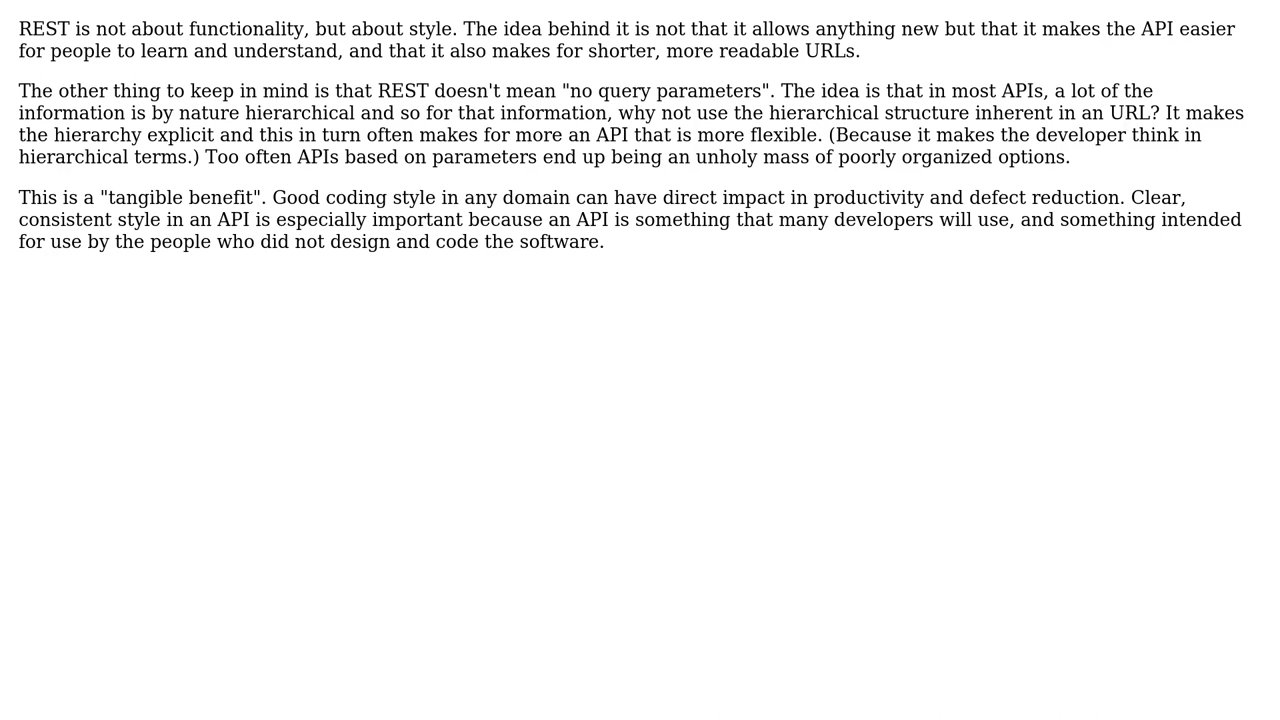 REST is not about functionality, but about style. The idea behind it is not that it allows anything new but that it makes the API easier
for people to learn and understand, and that it also makes for shorter, more readable URLs.
The other thing to keep in mind is that REST doesn't mean "no query parameters". The idea is that in most APIs, a lot of the
information is by nature hierarchical and so for that information, why not use the hierarchical structure inherent in an URL? It makes
the hierarchy explicit and this in turn often makes for more an API that is more flexible. (Because it makes the developer think in
hierarchical terms.) Too often APIs based on parameters end up being an unholy mass of poorly organized options.
This is a "tangible benefit". Good coding style in any domain can have direct impact in productivity and defect reduction. Clear,
consistent style in an API is especially important because an API is something that many developers will use, and something intended
for use by the people who did not design and code the software.